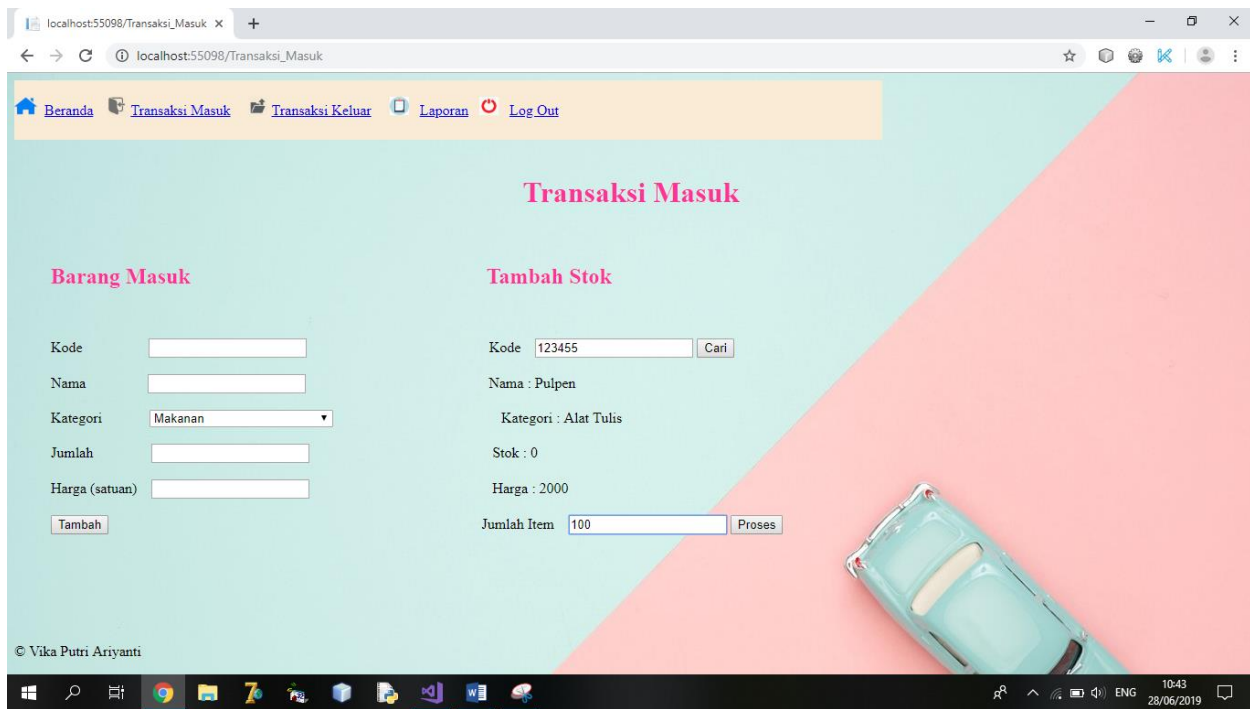 localhost:55098/Transaksi_Masuk
localhost:55098/Transaksi_Masuk
Beranda Transaksi Masuk Transaksi Keluar Laporan Log Out
Transaksi Masuk
Barang Masuk
Kode
Nama
Kategori Makanan
Jumlah
Harga (satuan)
Tambah
Tambah Stok
Kode 123455 Cari
Nama : Pulpen
Kategori : Alat Tulis
Stok : 0
Harga : 2000
Jumlah Item 100 Proses
© Vika Putri Ariyanti
ENG
10:43
28/06/2019